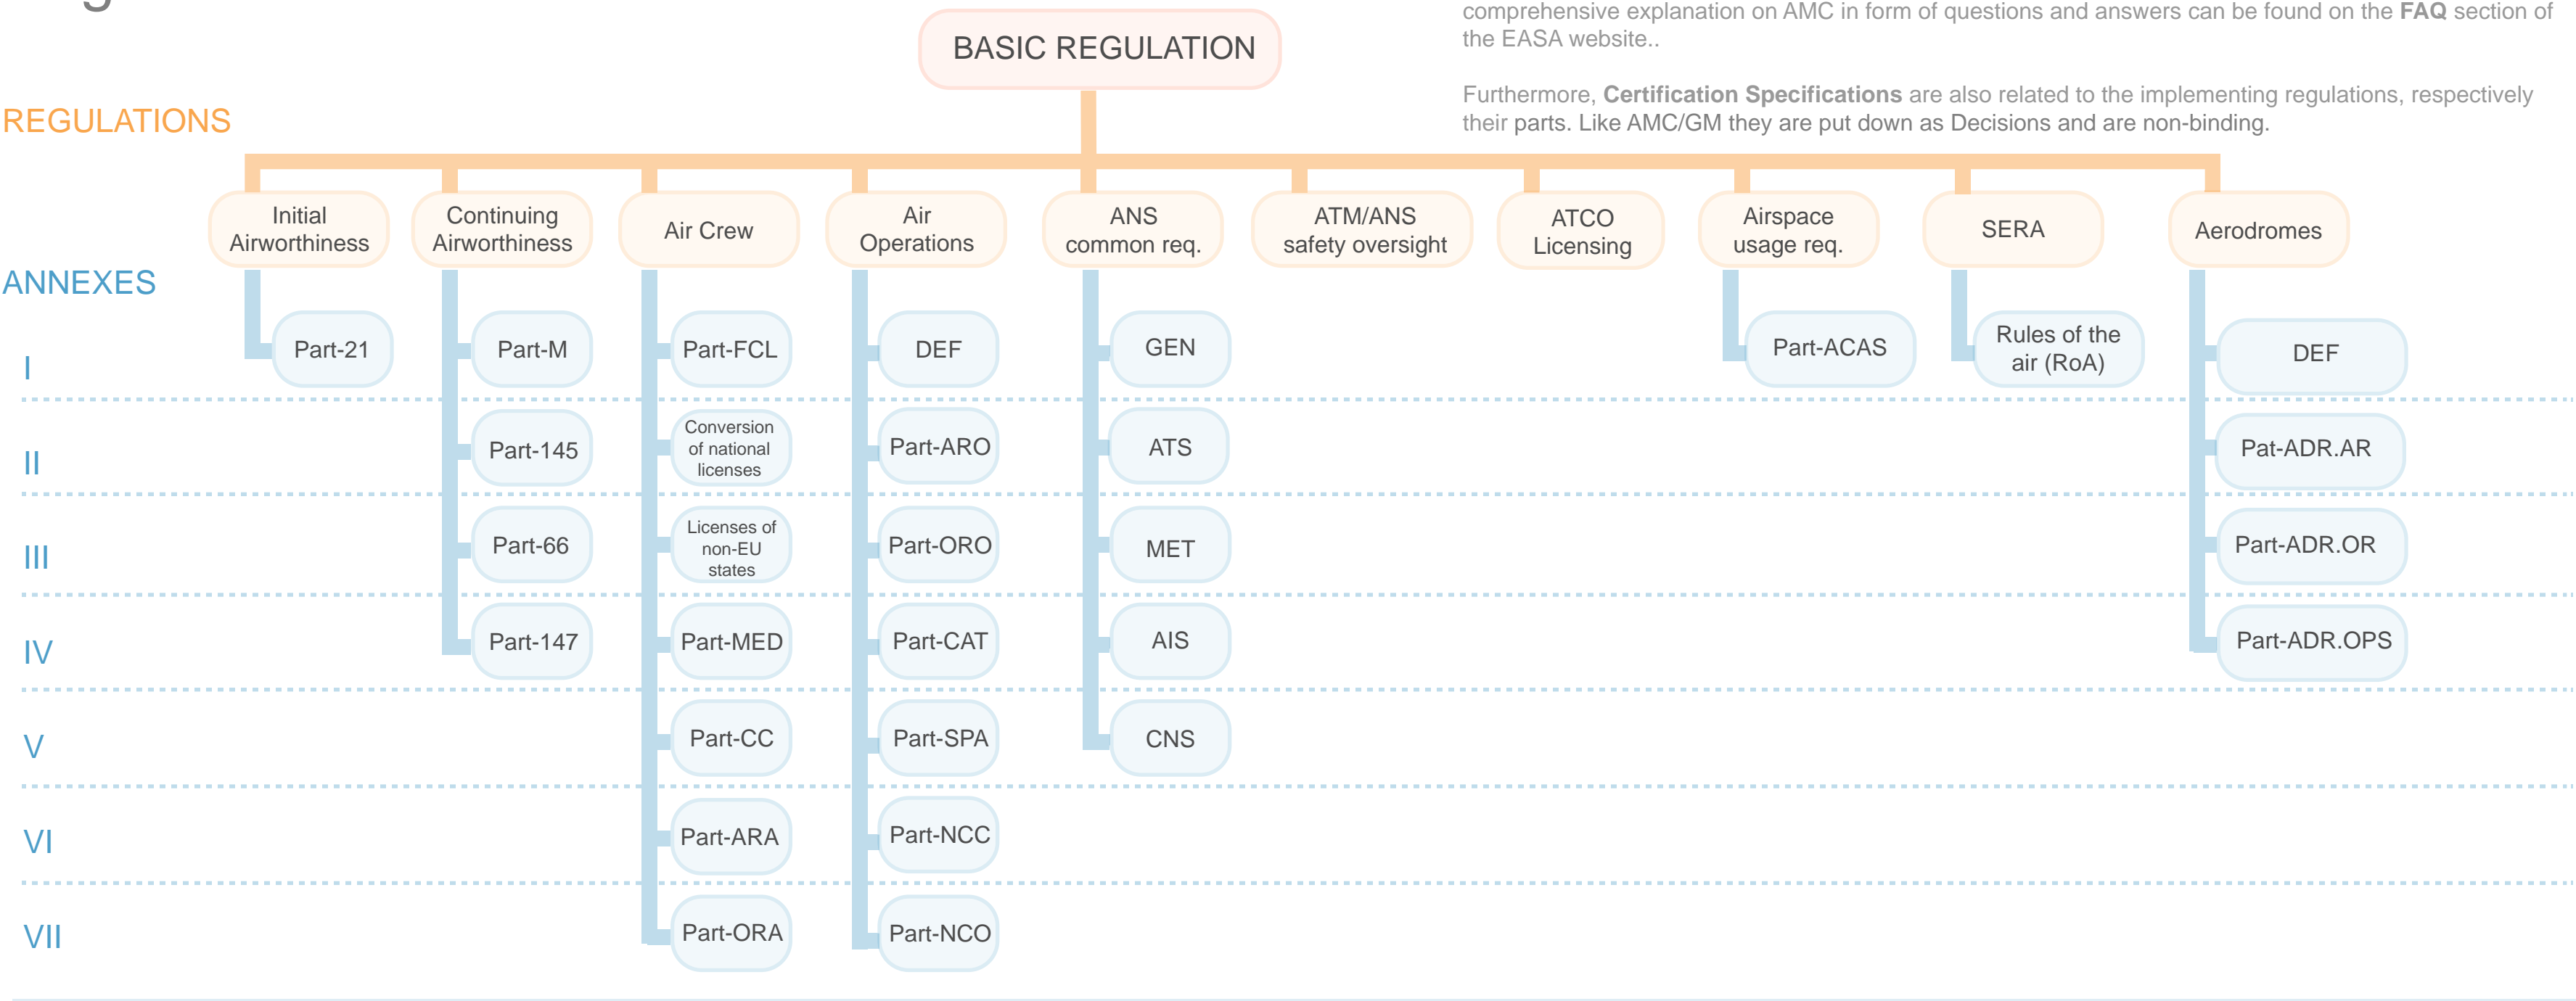 comprehensive explanation on AMC in form of questions and answers can be found on the FAQ section of
the EASA website..
BASIC REGULATION
Furthermore, Certification Specifications are also related to the implementing regulations, respectively
their parts. Like AMC/GM they are put down as Decisions and are non-binding.
REGULATIONS
Initial
Airworthiness
Continuing
Airworthiness
Air Crew
Air
Operations
ANS
common req.
ATM/ANS
safety oversight
ATCO
Licensing
Airspace
usage req.
SERA
Aerodromes
ANNEXES
I
Part-21
Part-M
Part-FCL
DEF
GEN
Part-ACAS
Rules of the
air (RoA)
DEF
II
Part-145
Conversion
of national
licenses
Part-ARO
ATS
Pat-ADR.AR
III
Part-66
Licenses of
non-EU
states
Part-ORO
MET
Part-ADR.OR
IV
Part-147
Part-MED
Part-CAT
AIS
Part-ADR.OPS
V
Part-CC
Part-SPA
CNS
VI
Part-ARA
Part-NCC
VII
Part-ORA
Part-NCO